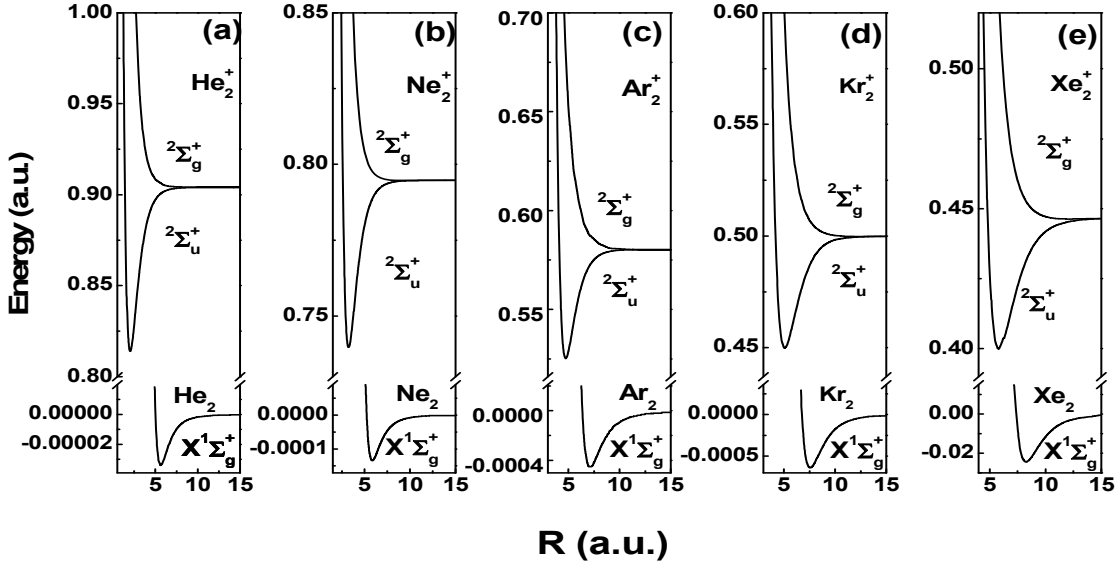 Energy (a.u.)
(a)
1.00
0.95
0.90
0.85
0.80
He₂⁺
²Σg⁺
²Σu⁺
0.00000
-0.00002
He₂
X¹Σg⁺
5 10 15
(b)
0.85
0.80
0.75
Ne₂⁺
²Σg⁺
²Σu⁺
0.0000
-0.0001
Ne₂
X¹Σg⁺
5 10 15
(c)
0.70
0.65
0.60
0.55
Ar₂⁺
²Σg⁺
²Σu⁺
0.0000
-0.0004
Ar₂
X¹Σg⁺
5 10 15
(d)
0.60
0.55
0.50
0.45
Kr₂⁺
²Σg⁺
²Σu⁺
0.0000
-0.0005
Kr₂
X¹Σg⁺
5 10 15
(e)
0.50
0.45
0.40
Xe₂⁺
²Σg⁺
²Σu⁺
0.00
-0.02
Xe₂
X¹Σg⁺
5 10 15
R (a.u.)